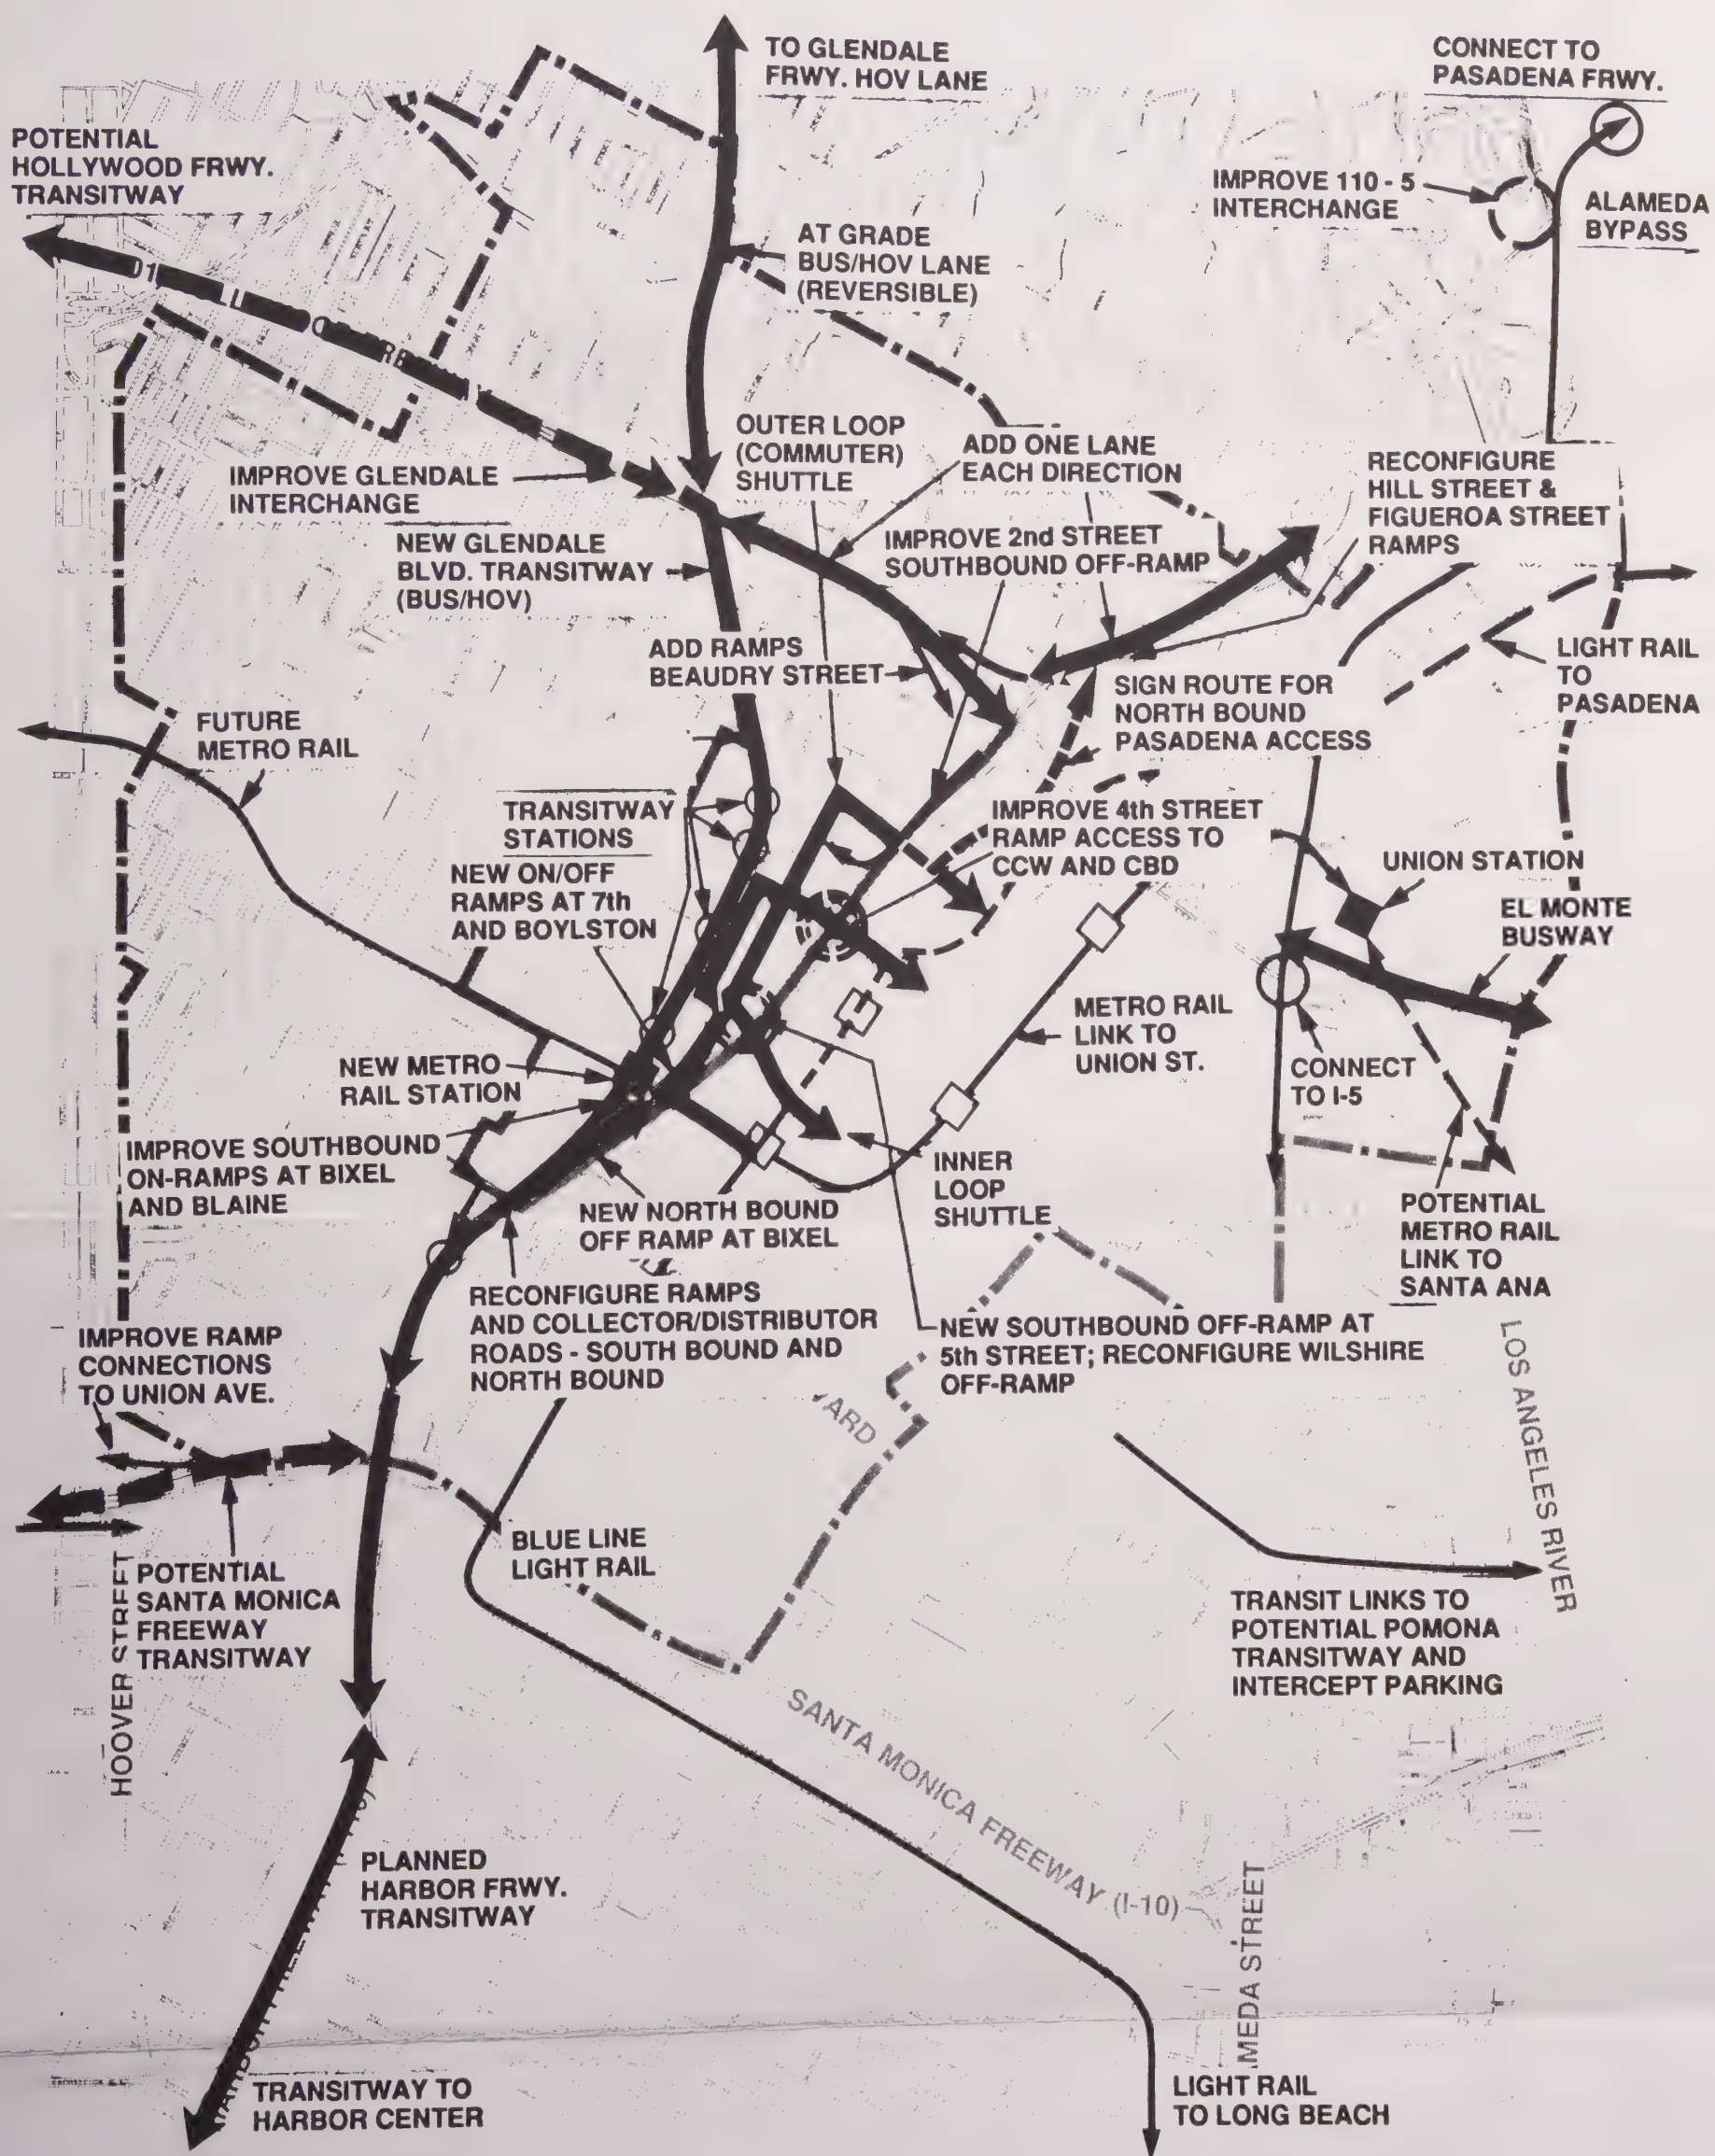 TO GLENDALE
FRWY. HOV LANE
CONNECT TO
PASADENA FRWY.
POTENTIAL
HOLLYWOOD FRWY.
TRANSITWAY
IMPROVE 110 - 5
INTERCHANGE
ALAMEDA
BYPASS
AT GRADE
BUS/HOV LANE
(REVERSIBLE)
OUTER LOOP
(COMMUTER)
SHUTTLE
ADD ONE LANE
EACH DIRECTION
RECONFIGURE
HILL STREET &
FIGUEROA STREET
RAMPS
IMPROVE GLENDALE
INTERCHANGE
NEW GLENDALE
BLVD. TRANSITWAY
(BUS/HOV)
IMPROVE 2nd STREET
SOUTHBOUND OFF-RAMP
ADD RAMPS
BEAUDRY STREET
LIGHT RAIL
TO
PASADENA
SIGN ROUTE FOR
NORTH BOUND
PASADENA ACCESS
FUTURE
METRO RAIL
TRANSITWAY
STATIONS
IMPROVE 4th STREET
RAMP ACCESS TO
CCW AND CBD
UNION STATION
NEW ON/OFF
RAMPS AT 7th
AND BOYLSTON
EL MONTE
BUSWAY
METRO RAIL
LINK TO
UNION ST.
NEW METRO
RAIL STATION
CONNECT
TO I-5
IMPROVE SOUTHBOUND
ON-RAMPS AT BIXEL
AND BLAINE
INNER
LOOP
SHUTTLE
NEW NORTH BOUND
OFF RAMP AT BIXEL
POTENTIAL
METRO RAIL
LINK TO
SANTA ANA
RECONFIGURE RAMPS
AND COLLECTOR/DISTRIBUTOR
ROADS - SOUTH BOUND AND
NORTH BOUND
NEW SOUTHBOUND OFF-RAMP AT
5th STREET; RECONFIGURE WILSHIRE
OFF-RAMP
IMPROVE RAMP
CONNECTIONS
TO UNION AVE.
LOS ANGELES RIVER
ARD
BLUE LINE
LIGHT RAIL
HOOVER STREET
POTENTIAL
SANTA MONICA
FREEWAY
TRANSITWAY
TRANSIT LINKS TO
POTENTIAL POMONA
TRANSITWAY AND
INTERCEPT PARKING
SANTA MONICA FREEWAY (I-10)
PLANNED
HARBOR FRWY.
TRANSITWAY
MEDA STREET
TRANSITWAY TO
HARBOR CENTER
LIGHT RAIL
TO LONG BEACH